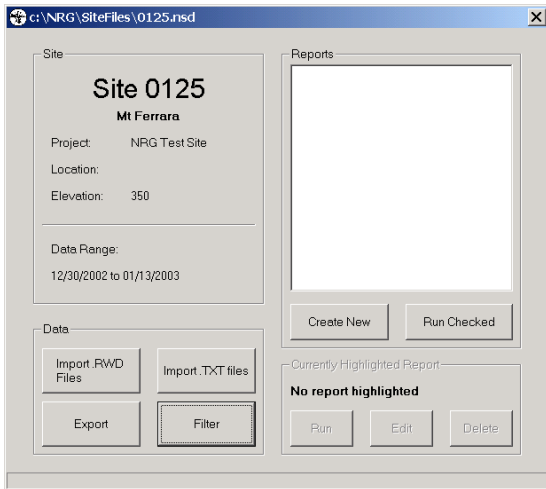 c:\NRG\SiteFiles\0125.nsd
Site
Site 0125
Mt Ferrara
Project: NRG Test Site
Location:
Elevation: 350
Data Range:
12/30/2002 to 01/13/2003
Data
Import .RWD
Files
Import .TXT files
Export
Filter
Reports
Create New
Run Checked
Currently Highlighted Report
No report highlighted
Run
Edit
Delete